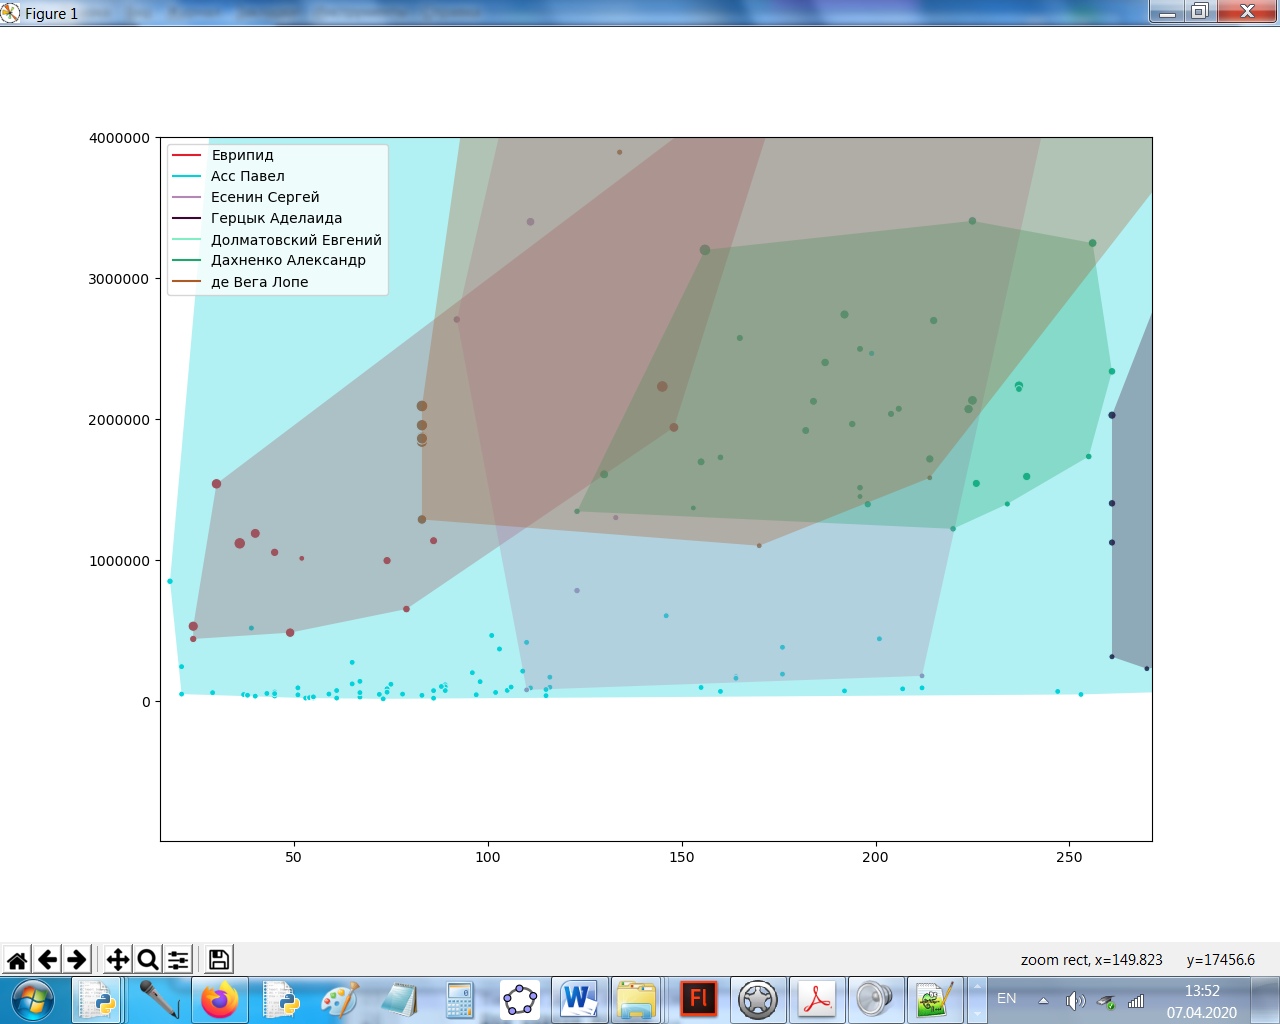 Figure 1
4000000
3000000
2000000
1000000
0
Еврипид
Асс Павел
Есенин Сергей
Герцык Аделаида
Долматовский Евгений
Дахненко Александр
де Вега Лопе
50 100 150 200 250
zoom rect, x=149.823 y=17456.6
W Fl EN 13:52
07.04.2020